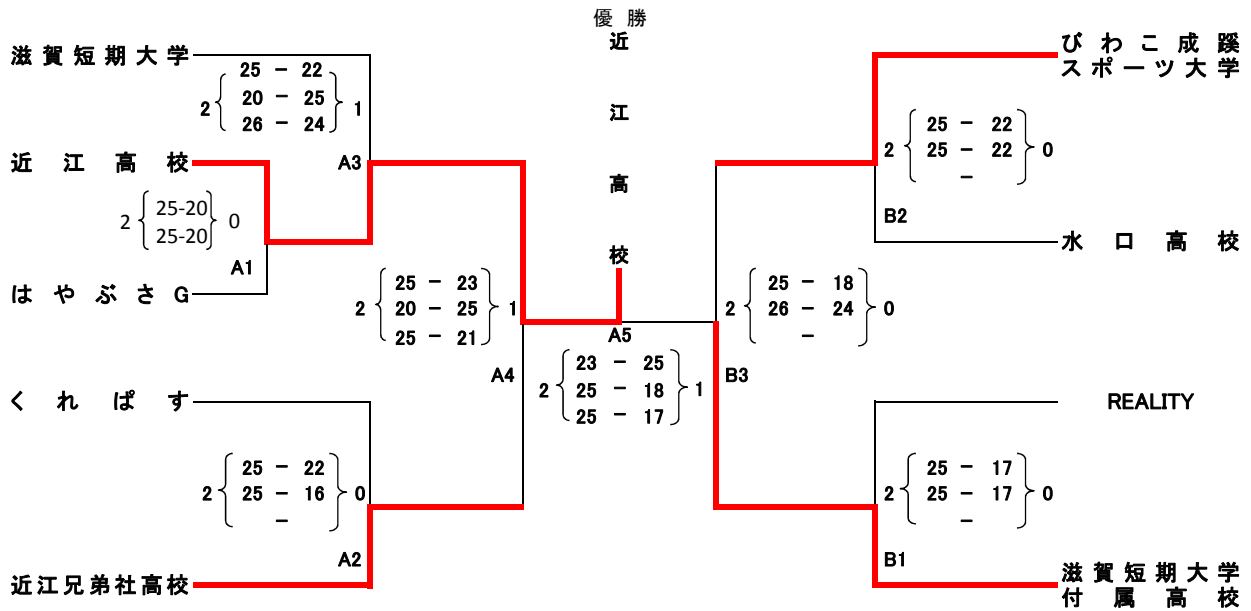 優勝
近江高校
滋賀短期大学
25 - 22
2 20 - 25 1
26 - 24
近江高校
A3
25-20
2 0
25-20
A1
はやぶさG
25 - 23
2 20 - 25 1
25 - 21
A4
くれぱす
25 - 22
2 25 - 16 0
-
A2
近江兄弟社高校
A5
23 - 25
2 25 - 18 1
25 - 17
びわこ成蹊
スポーツ大学
25 - 22
2 25 - 22 0
-
B2
水口高校
25 - 18
2 26 - 24 0
-
B3
REALITY
25 - 17
2 25 - 17 0
-
B1
滋賀短期大学
付属高校